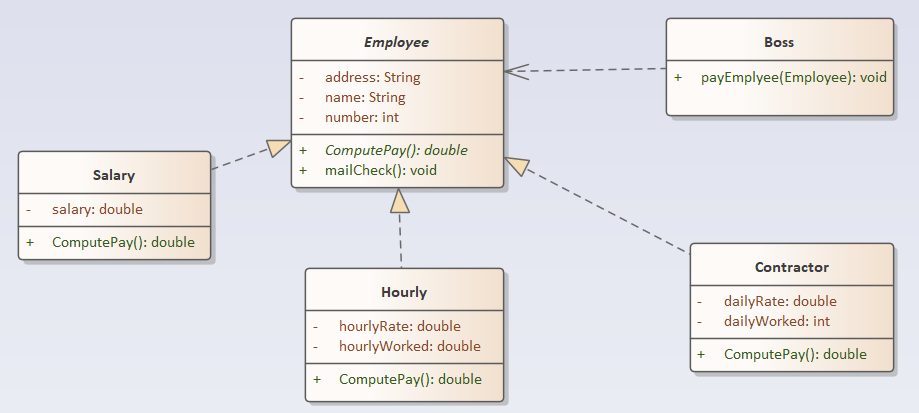 Employee
- address: String
- name: String
- number: int
+ ComputePay(): double
+ mailCheck(): void
Boss
+ payEmplyee(Employee): void
Salary
- salary: double
+ ComputePay(): double
Hourly
- hourlyRate: double
- hourlyWorked: double
+ ComputePay(): double
Contractor
- dailyRate: double
- dailyWorked: int
+ ComputePay(): double